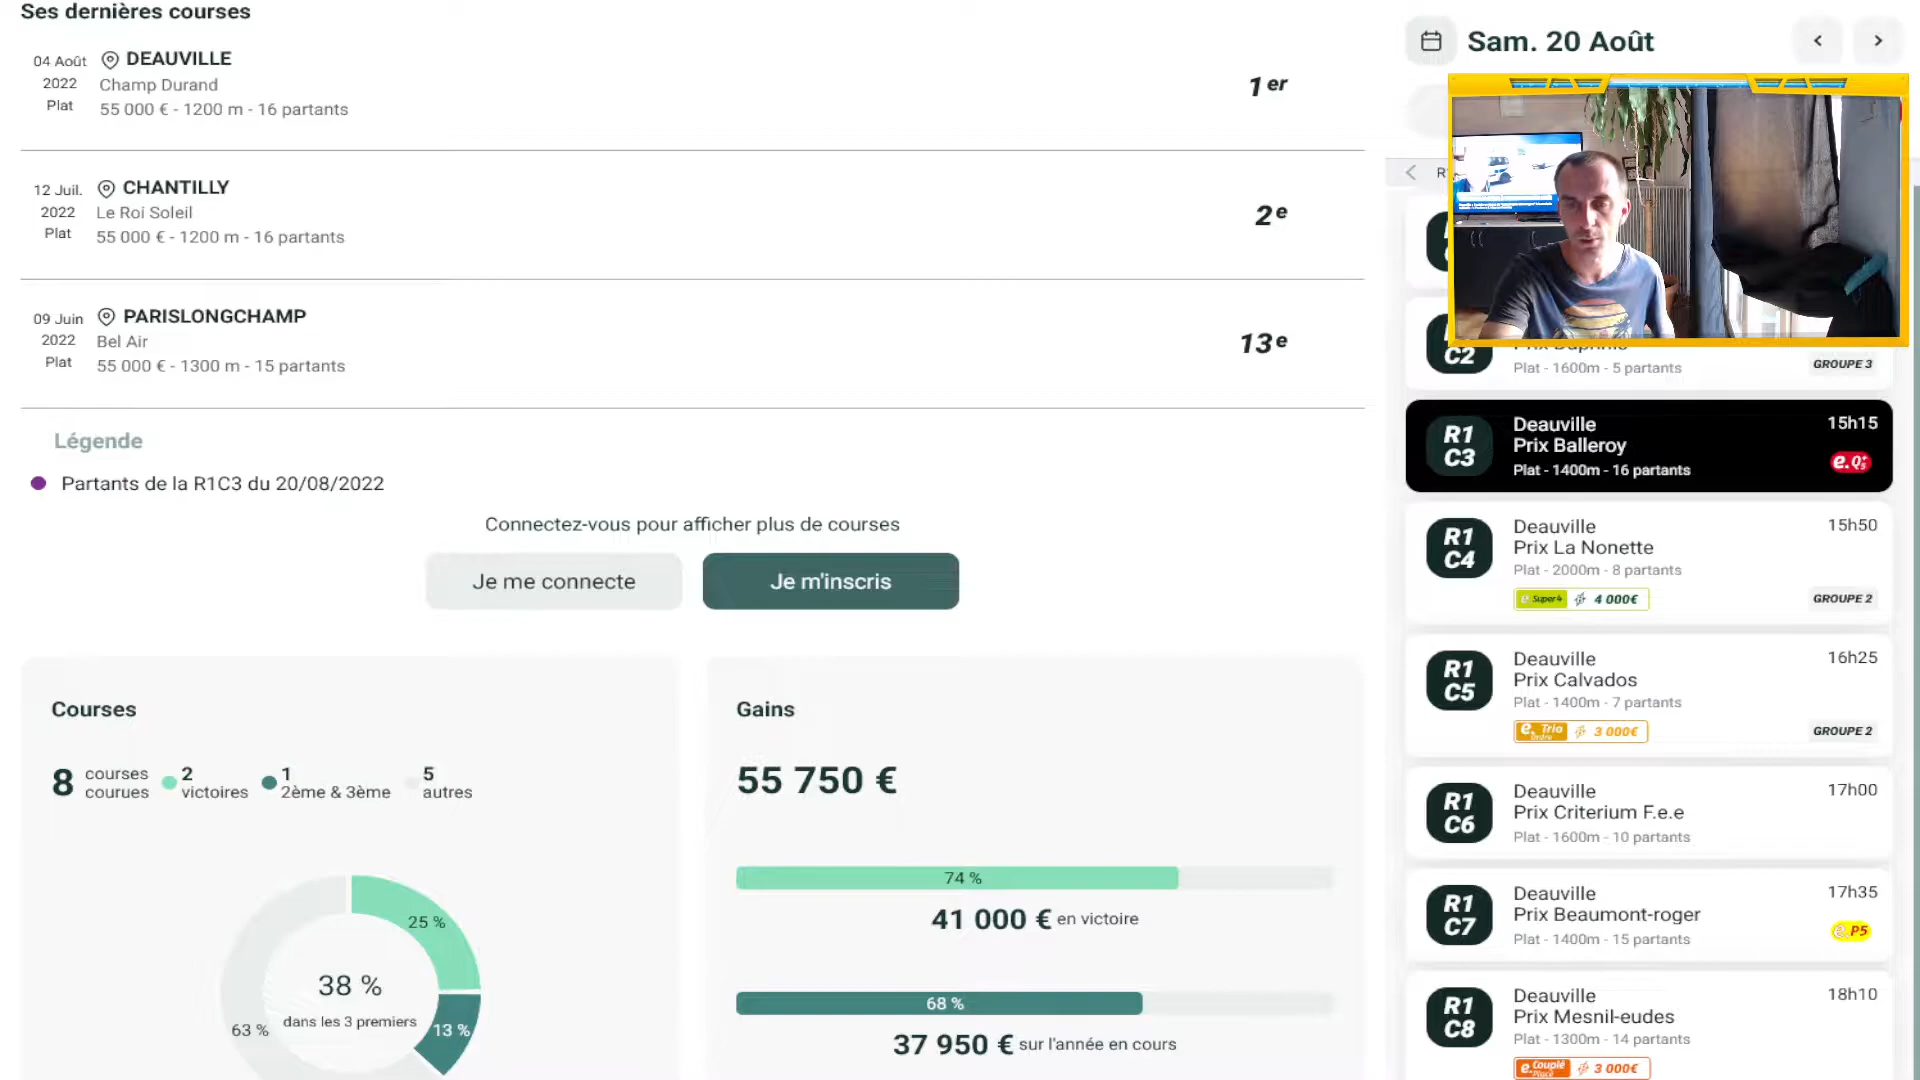 Ses dernières courses
04 Août
2022
Plat
DEAUVILLE
Champ Durand
55 000 € - 1200 m - 16 partants
1 er
12 Juil.
2022
Plat
CHANTILLY
Le Roi Soleil
55 000 € - 1200 m - 16 partants
2 e
09 Juin
2022
Plat
PARISLONGCHAMP
Bel Air
55 000 € - 1300 m - 15 partants
13 e
Légende
Partants de la R1C3 du 20/08/2022
Connectez-vous pour afficher plus de courses
Je me connecte
Je m'inscris
Courses
8 courses courues
2 victoires
1 2ème & 3ème
5 autres
25 %
38 %
dans les 3 premiers
63 %
13 %
Gains
55 750 €
74 %
41 000 € en victoire
68 %
37 950 € sur l'année en cours
Sam. 20 Août
C2
Plat - 1600m - 5 partants
GROUPE 3
R1 C3
Deauville
15h15
Prix Balleroy
Plat - 1400m - 16 partants
e.Q+5
R1 C4
Deauville
15h50
Prix La Nonette
Plat - 2000m - 8 partants
e Super4 4 000€
GROUPE 2
R1 C5
Deauville
16h25
Prix Calvados
Plat - 1400m - 7 partants
e. Trio Ordre 3 000€
GROUPE 2
R1 C6
Deauville
17h00
Prix Criterium F.e.e
Plat - 1600m - 10 partants
R1 C7
Deauville
17h35
Prix Beaumont-roger
Plat - 1400m - 15 partants
e. P5
R1 C8
Deauville
18h10
Prix Mesnil-eudes
Plat - 1300m - 14 partants
e.Couplé Placé 3 000€